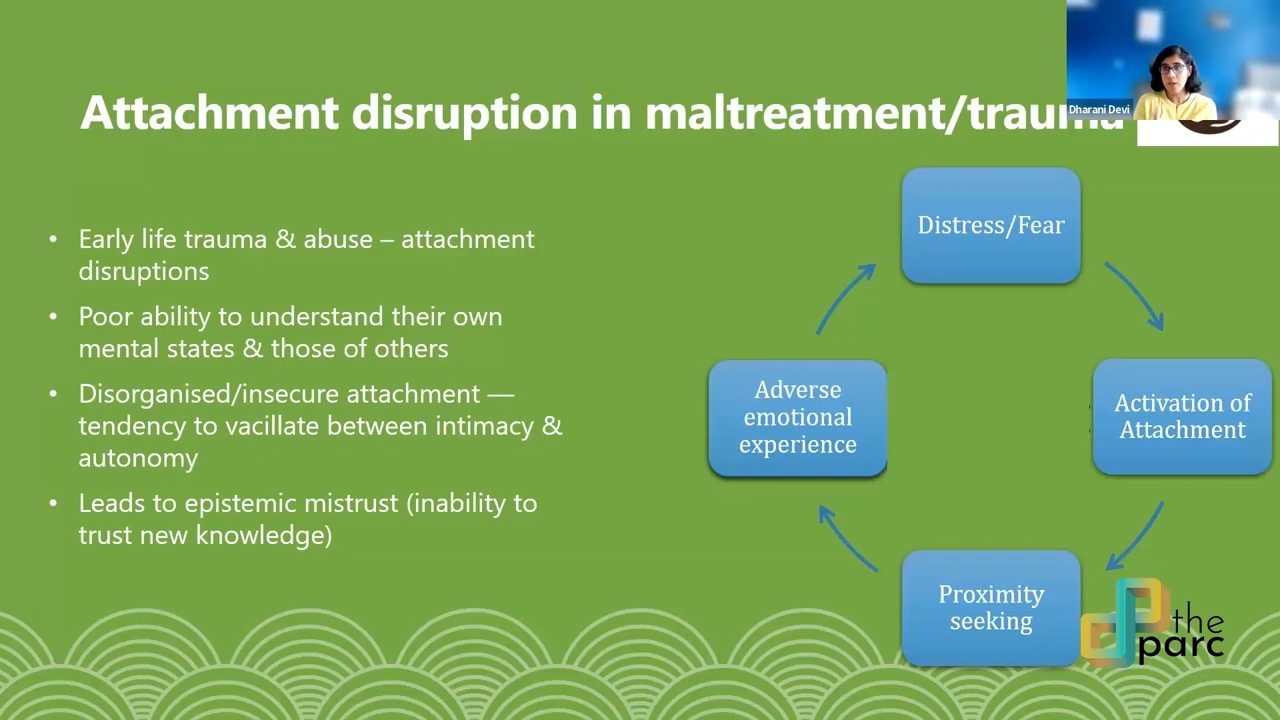 Dharani Devi
Attachment disruption in maltreatment/trauma
• Early life trauma & abuse – attachment
disruptions
• Poor ability to understand their own
mental states & those of others
• Disorganised/insecure attachment —
tendency to vacillate between intimacy &
autonomy
• Leads to epistemic mistrust (inability to
trust new knowledge)
Distress/Fear
Activation of
Attachment
Proximity
seeking
Adverse
emotional
experience
the
parc